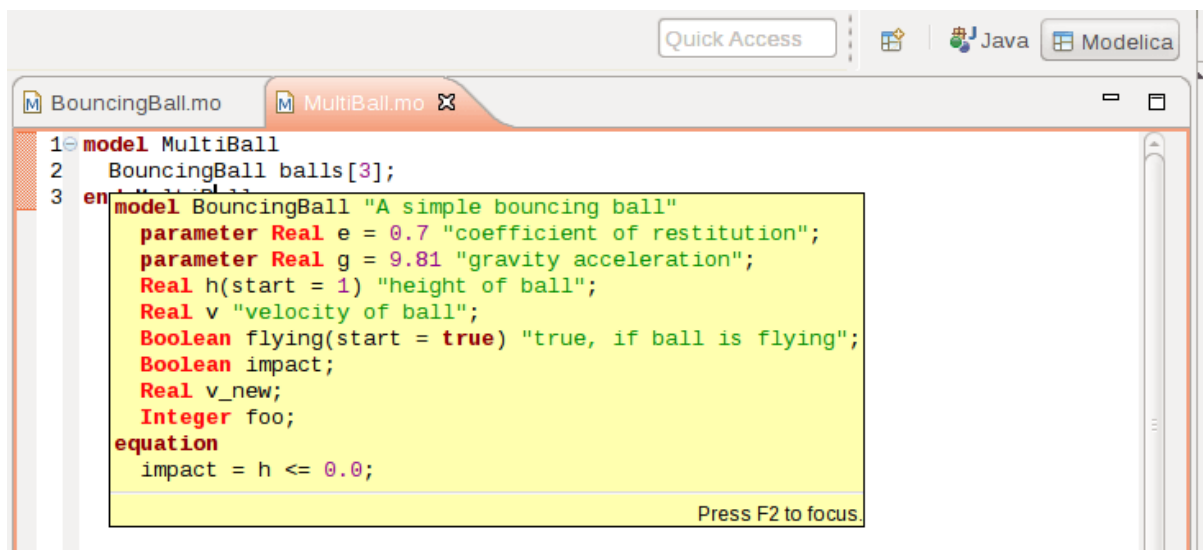 Quick Access Java Modelica
BouncingBall.mo MultiBall.mo
1 model MultiBall
2 BouncingBall balls[3];
3 en
model BouncingBall "A simple bouncing ball"
parameter Real e = 0.7 "coefficient of restitution";
parameter Real g = 9.81 "gravity acceleration";
Real h(start = 1) "height of ball";
Real v "velocity of ball";
Boolean flying(start = true) "true, if ball is flying";
Boolean impact;
Real v_new;
Integer foo;
equation
impact = h <= 0.0;
Press F2 to focus.